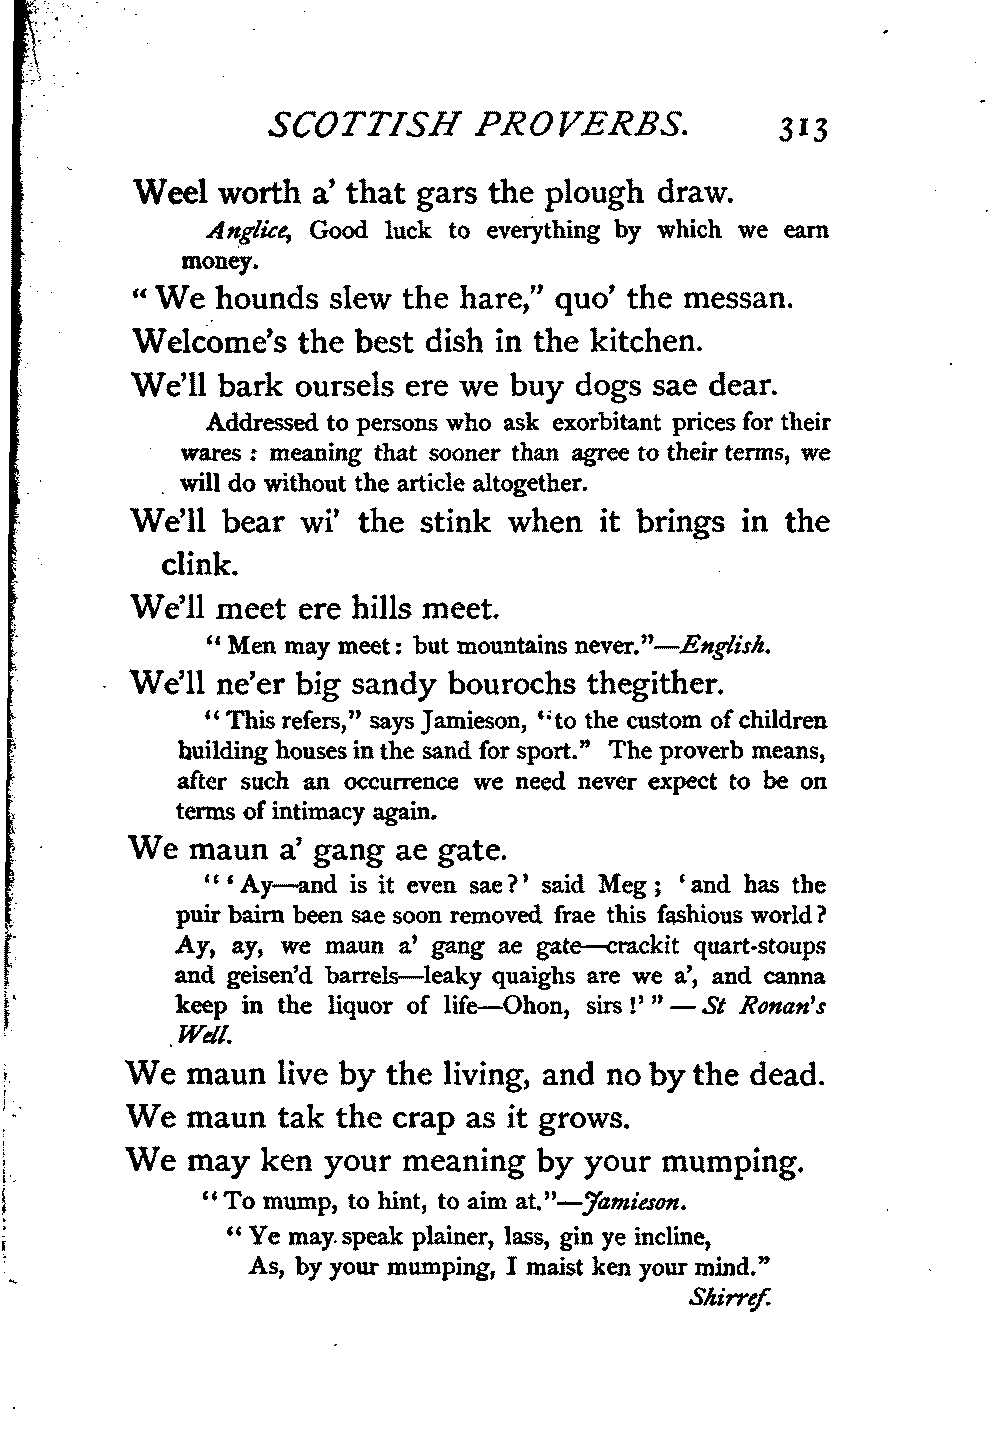 SCOTTISH PROVERBS. 313
Weel worth a' that gars the plough draw.
Anglice, Good luck to everything by which we earn
money.
"We hounds slew the hare," quo' the messan.
Welcome's the best dish in the kitchen.
We'll bark oursels ere we buy dogs sae dear.
Addressed to persons who ask exorbitant prices for their
wares: meaning that sooner than agree to their terms, we
will do without the article altogether.
We'll bear wi' the stink when it brings in the
clink.
We'll meet ere hills meet.
"Men may meet: but mountains never."—English.
We'll ne'er big sandy bourochs thegither.
"This refers," says Jamieson, "to the custom of children
building houses in the sand for sport." The proverb means,
after such an occurrence we need never expect to be on
terms of intimacy again.
We maun a' gang ae gate.
"'Ay—and is it even sae?' said Meg; 'and has the
puir bairn been sae soon removed frae this fashious world?
Ay, ay, we maun a' gang ae gate—crackit quart-stoups
and geisen'd barrels—leaky quaighs are we a', and canna
keep in the liquor of life—Ohon, sirs!'"—St Ronan's
Well.
We maun live by the living, and no by the dead.
We maun tak the crap as it grows.
We may ken your meaning by your mumping.
"To mump, to hint, to aim at."—Jamieson.
"Ye may speak plainer, lass, gin ye incline,
As, by your mumping, I maist ken your mind."
Shirref.